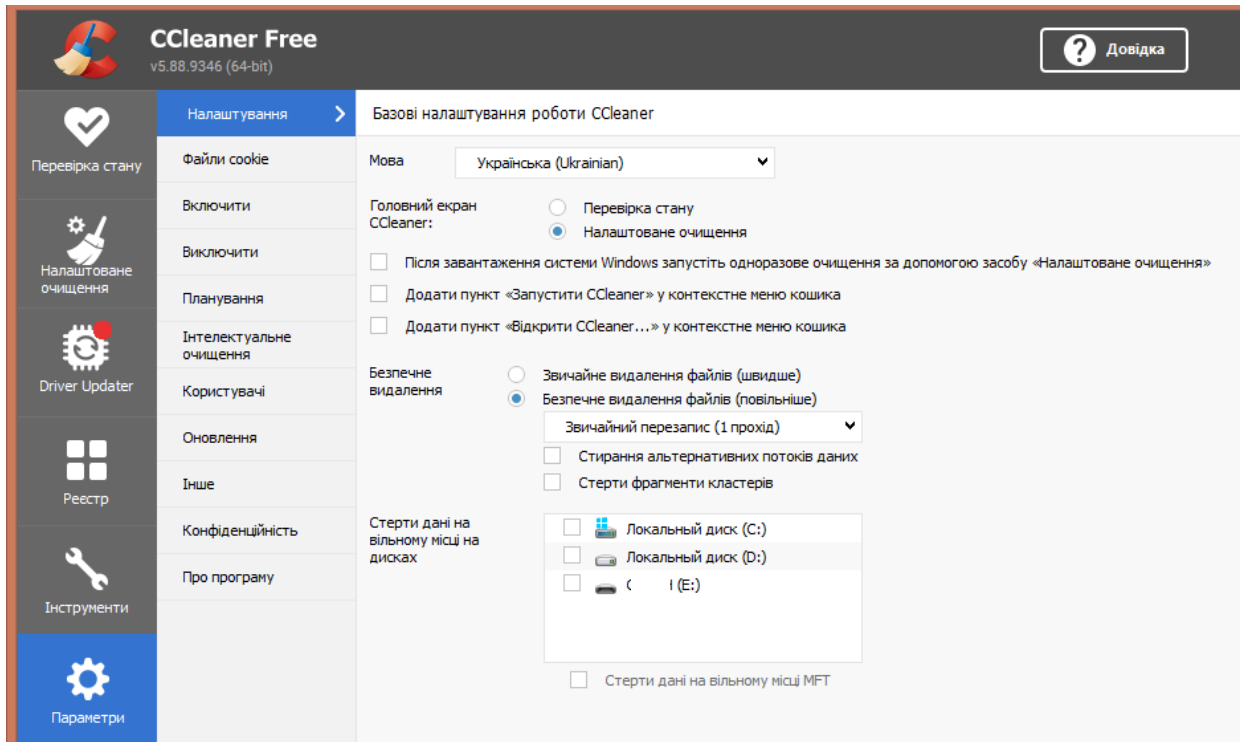 CCleaner Free
v5.88.9346 (64-bit)
Довідка
Перевірка стану
Налаштоване
очищення
Driver Updater
Реєстр
Інструменти
Параметри
Налаштування
Файли cookie
Включити
Виключити
Планування
Інтелектуальне
очищення
Користувачі
Оновлення
Інше
Конфіденційність
Про програму
Базові налаштування роботи CCleaner
Мова
Українська (Ukrainian)
Головний екран
CCleaner:
Перевірка стану
Налаштоване очищення
Після завантаження системи Windows запустіть одноразове очищення за допомогою засобу «Налаштоване очищення»
Додати пункт «Запустити CCleaner» у контекстне меню кошика
Додати пункт «Відкрити CCleaner...» у контекстне меню кошика
Безпечне
видалення
Звичайне видалення файлів (швидше)
Безпечне видалення файлів (повільніше)
Звичайний перезапис (1 прохід)
Стирання альтернативних потоків даних
Стерти фрагменти кластерів
Стерти дані на
вільному місці на
дисках
Локальный диск (C:)
Локальный диск (D:)
(E:)
Стерти дані на вільному місці MFT